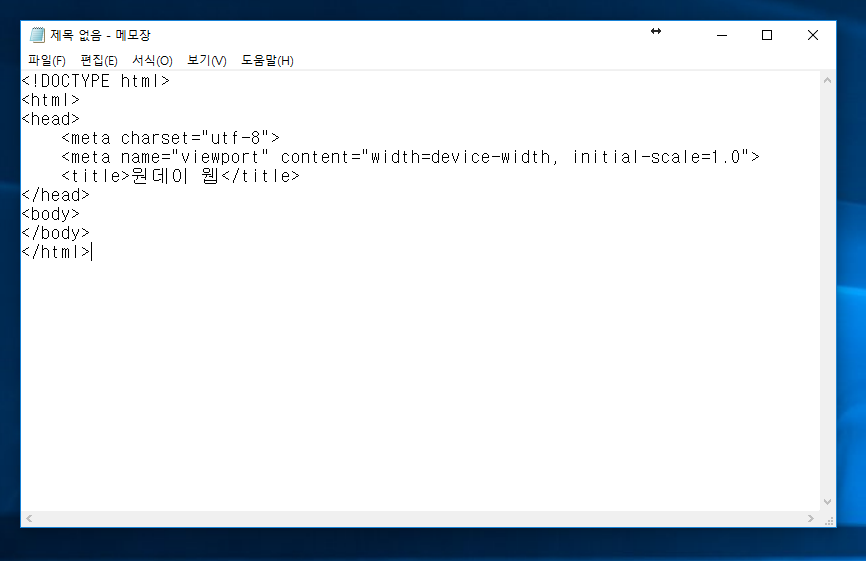 제목 없음 - 메모장
파일(F) 편집(E) 서식(O) 보기(V) 도움말(H)
<!DOCTYPE html>
<html>
<head>
    <meta charset="utf-8">
    <meta name="viewport" content="width=device-width, initial-scale=1.0">
    <title>원데이 웹</title>
</head>
<body>
</body>
</html>